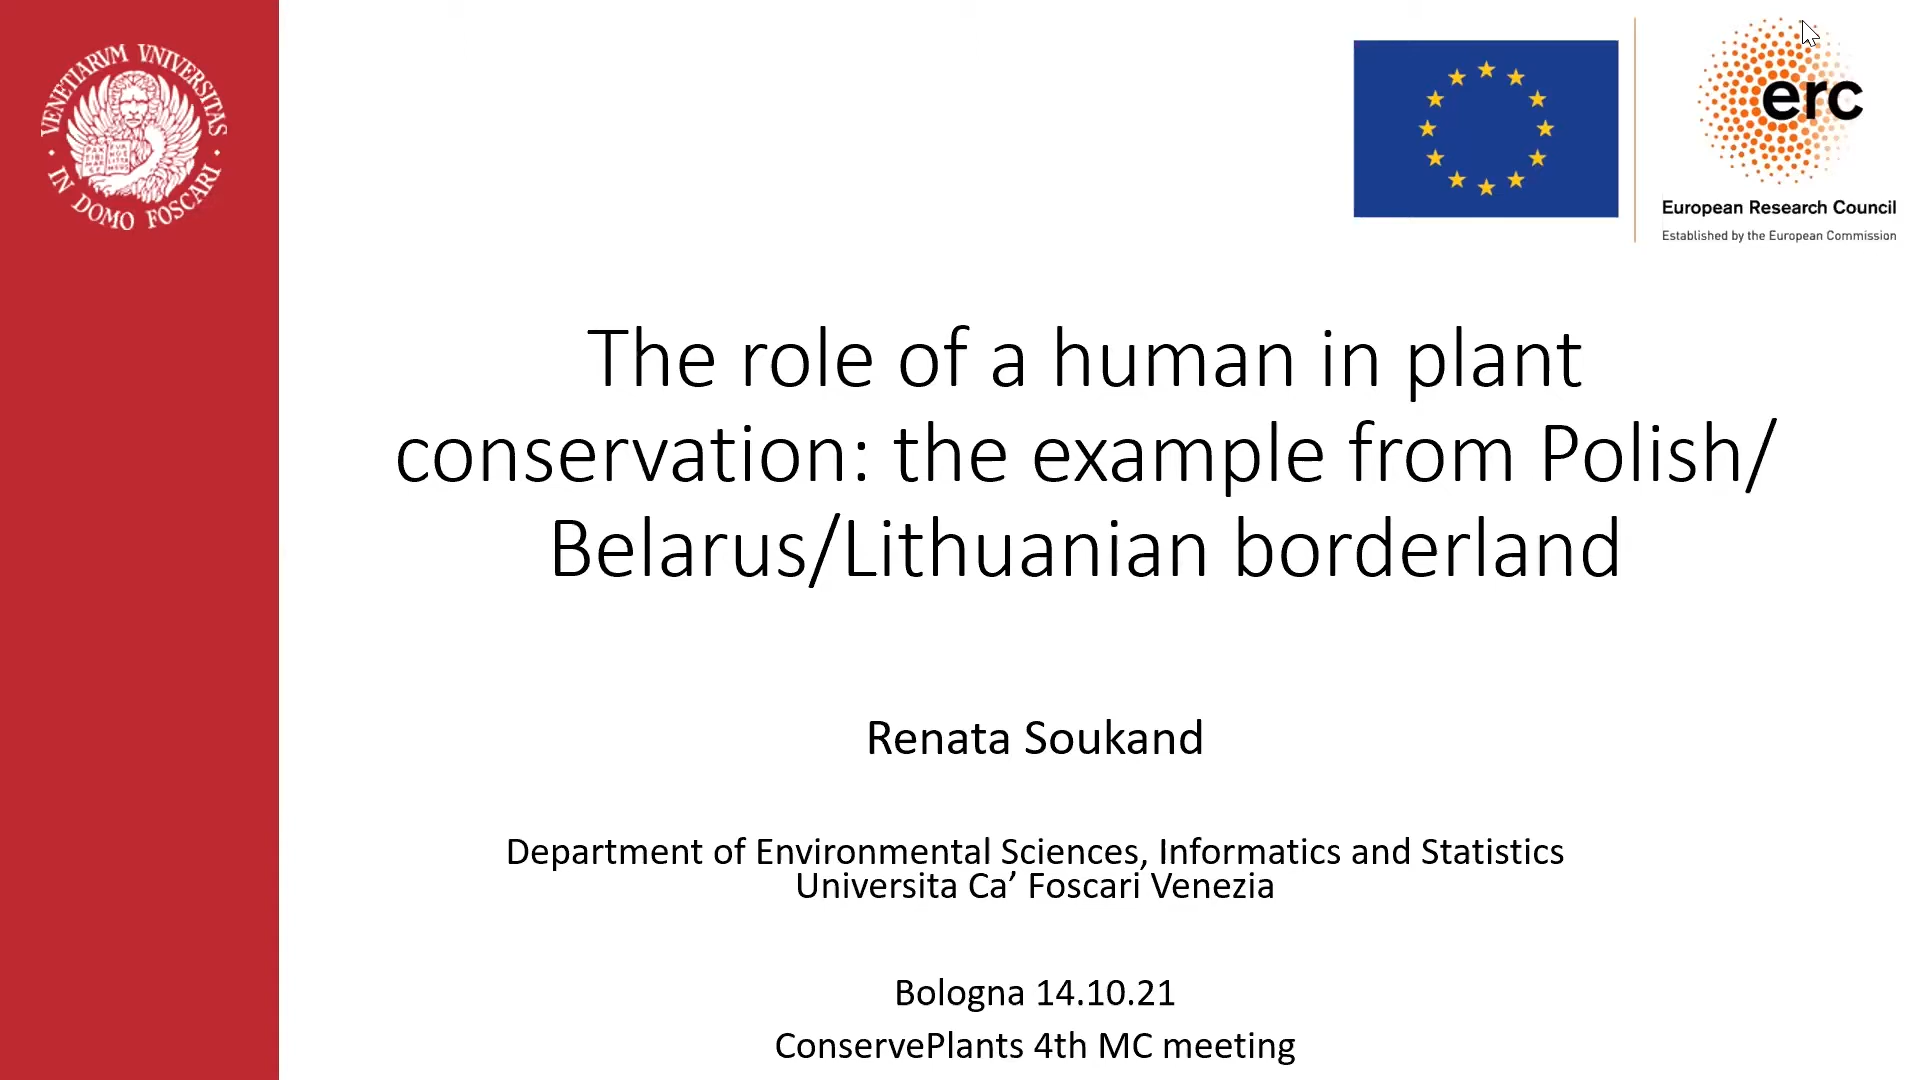 VENETIARVM VNIVERSITAS
IN DOMO FOSCARI
erc
European Research Council
Established by the European Commission
The role of a human in plant
conservation: the example from Polish/
Belarus/Lithuanian borderland
Renata Soukand
Department of Environmental Sciences, Informatics and Statistics
Universita Ca’ Foscari Venezia
Bologna 14.10.21
ConservePlants 4th MC meeting